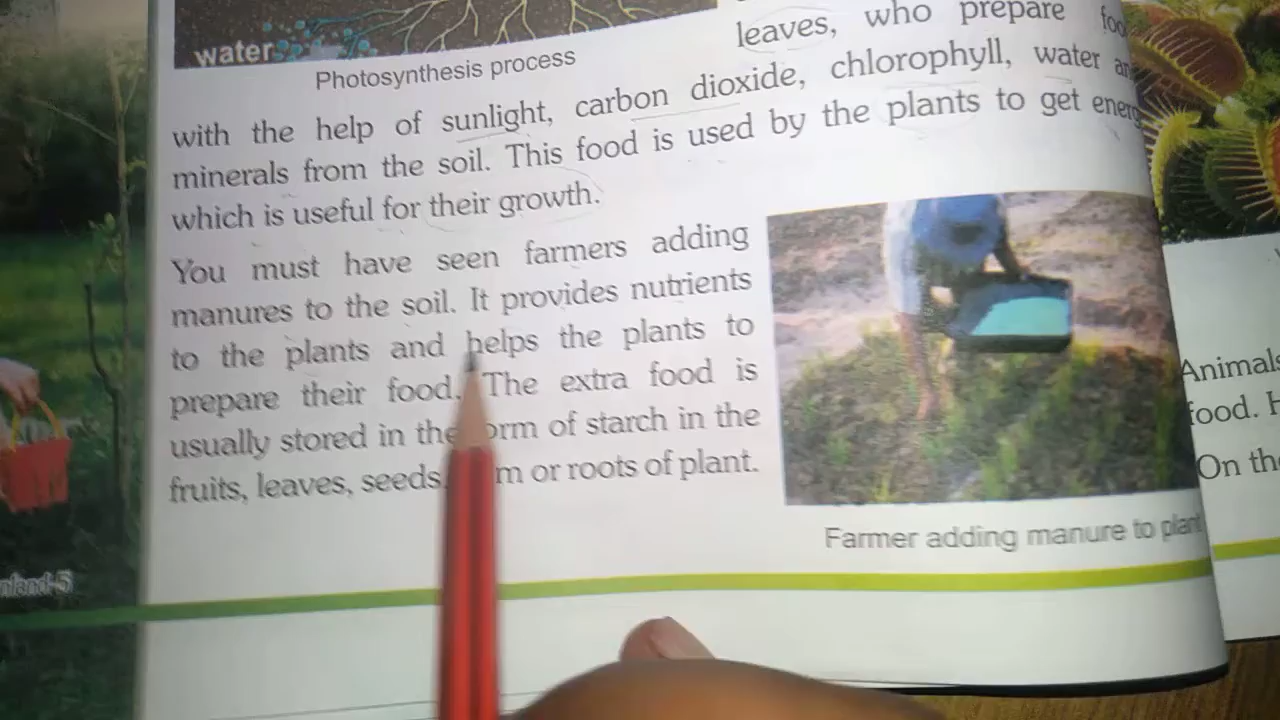 water
Photosynthesis process
leaves, who prepare
with the help of sunlight, carbon dioxide, chlorophyll, water
minerals from the soil. This food is used by the plants to get
which is useful for their growth.
You must have seen farmers adding
manures to the soil. It provides nutrients
to the plants and helps the plants to
prepare their food. The extra food is
usually stored in the of starch in the
fruits, leaves, seeds, or roots of plant.
Farmer adding manure to plant
Animals
food.
On the